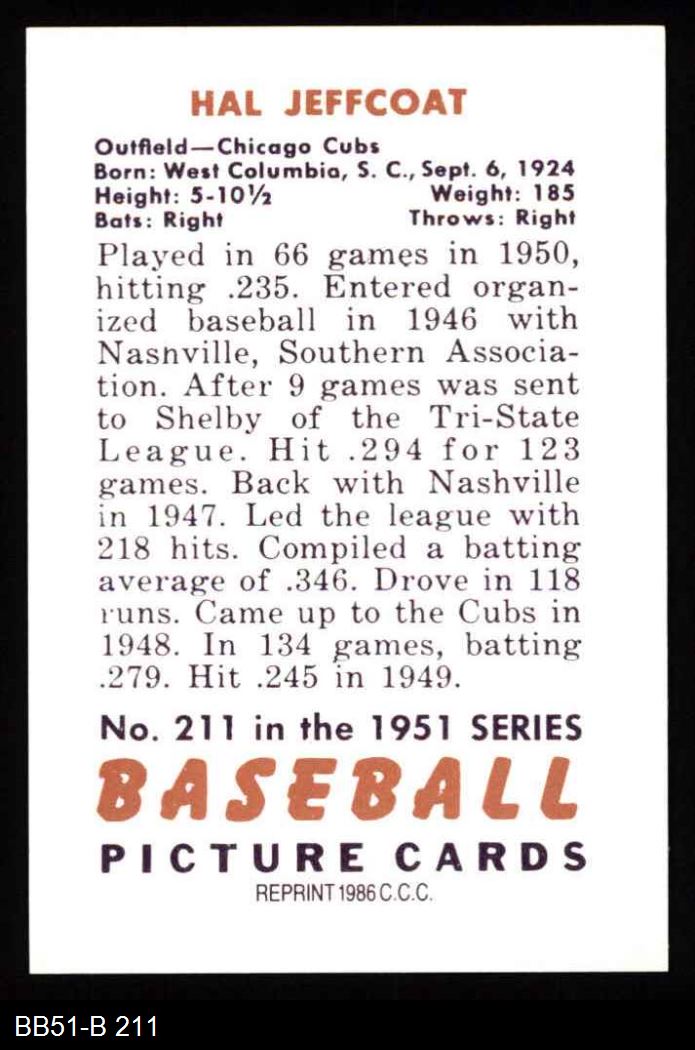 HAL JEFFCOAT
Outfield—Chicago Cubs
Born: West Columbia, S. C., Sept. 6, 1924
Height: 5-10½ Weight: 185
Bats: Right Throws: Right
Played in 66 games in 1950,
hitting .235. Entered organ-
ized baseball in 1946 with
Nasnville, Southern Associa-
tion. After 9 games was sent
to Shelby of the Tri-State
League. Hit .294 for 123
games. Back with Nashville
in 1947. Led the league with
218 hits. Compiled a batting
average of .346. Drove in 118
runs. Came up to the Cubs in
1948. In 134 games, batting
.279. Hit .245 in 1949.
No. 211 in the 1951 SERIES
BASEBALL
PICTURE CARDS
REPRINT 1986 C.C.C.
BB51-B 211